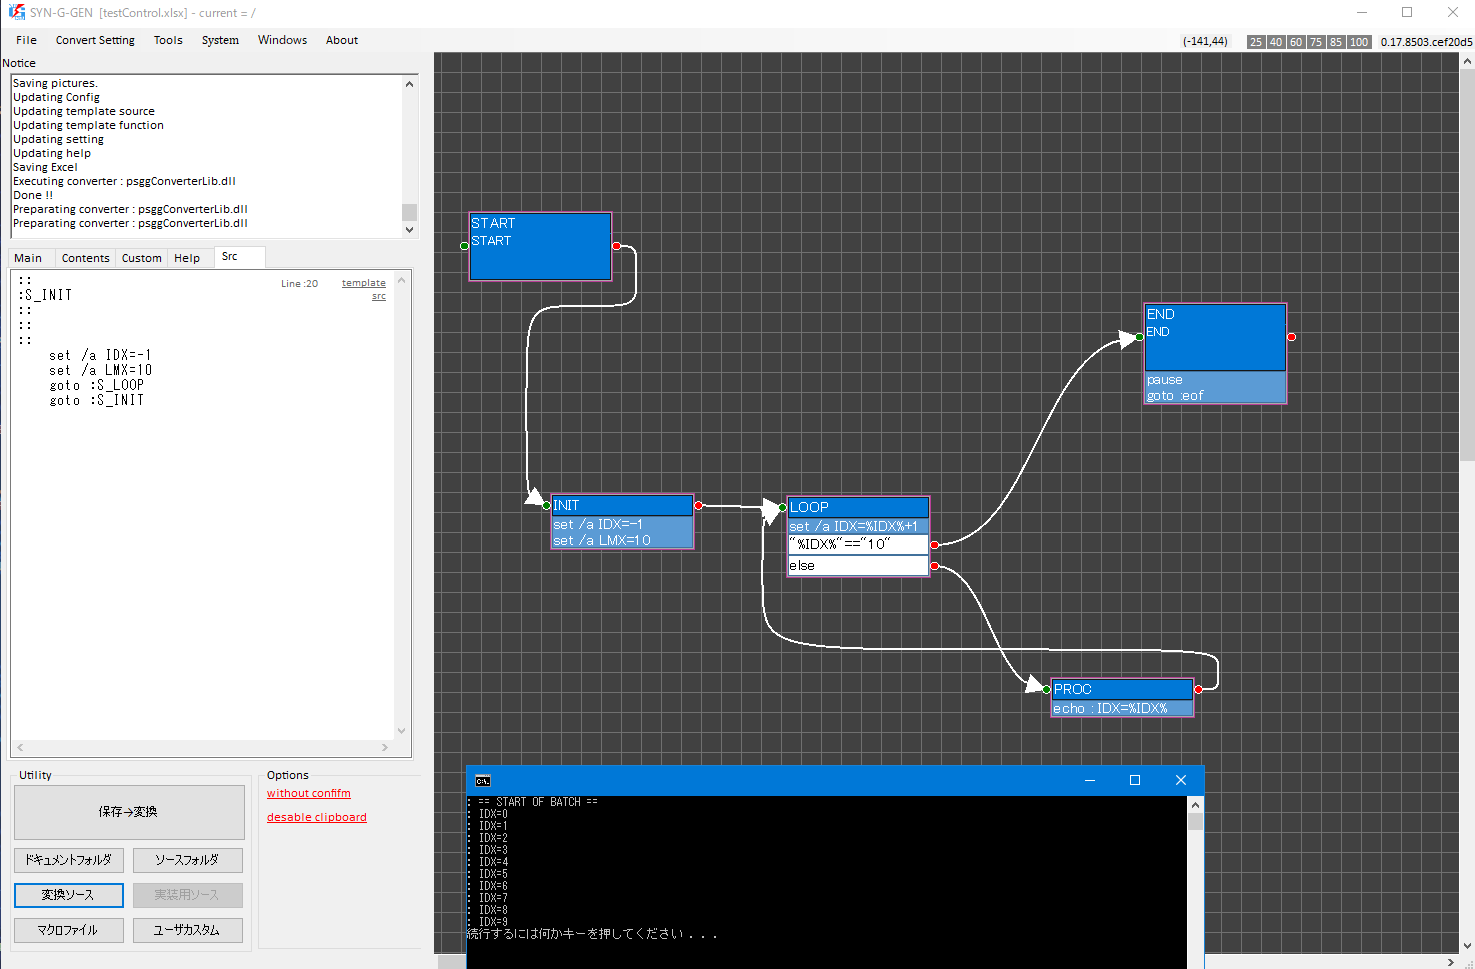 SYN-G-GEN [testControl.xlsx] - current = /
File Convert Setting Tools System Windows About
(-141,44) 25 40 60 75 85 100 0.17.8503.cef20d5
Notice
Saving pictures.
Updating Config
Updating template source
Updating template function
Updating setting
Updating help
Saving Excel
Executing converter : psggConverterLib.dll
Done !!
Preparating converter : psggConverterLib.dll
Preparating converter : psggConverterLib.dll
Main Contents Custom Help Src
Line :20 template
src
::
:S_INIT
::
::
::
set /a IDX=-1
set /a LMX=10
goto :S_LOOP
goto :S_INIT
Utility
保存→変換
ドキュメントフォルダ ソースフォルダ
変換ソース 実装用ソース
マクロファイル ユーザカスタム
Options
without confifm
desable clipboard
START
START
END
END
pause
goto :eof
INIT
set /a IDX=-1
set /a LMX=10
LOOP
set /a IDX=%IDX%+1
"%IDX%"=="10"
else
PROC
echo : IDX=%IDX%
C:\.
: == START OF BATCH ==
: IDX=0
: IDX=1
: IDX=2
: IDX=3
: IDX=4
: IDX=5
: IDX=6
: IDX=7
: IDX=8
: IDX=9
続行するには何かキーを押してください . . .